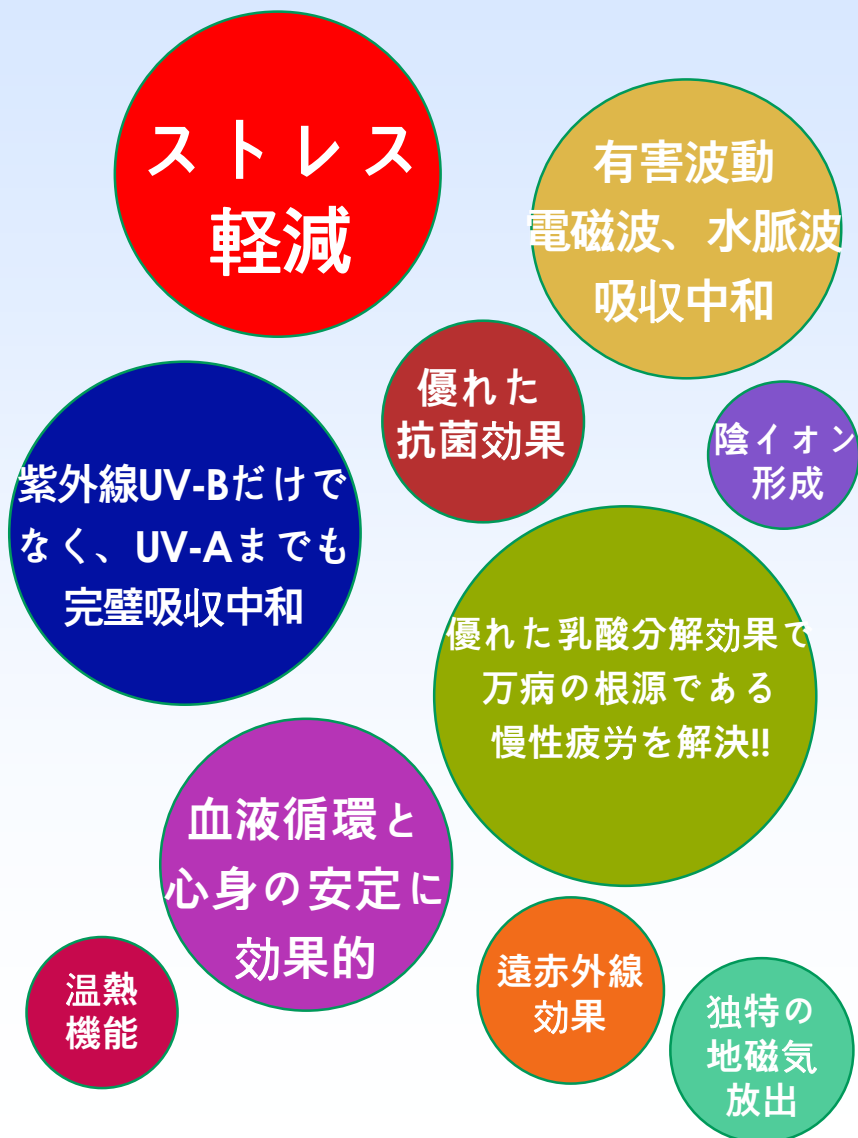 ストレス
軽減
有害波動
電磁波、水脈波
吸収中和
優れた
抗菌効果
陰イオン
形成
紫外線UV-Bだけで
なく、UV-Aまでも
完璧吸収中和
優れた乳酸分解効果で
万病の根源である
慢性疲労を解決!!
血液循環と
心身の安定に
効果的
遠赤外線
効果
温熱
機能
独特の
地磁気
放出